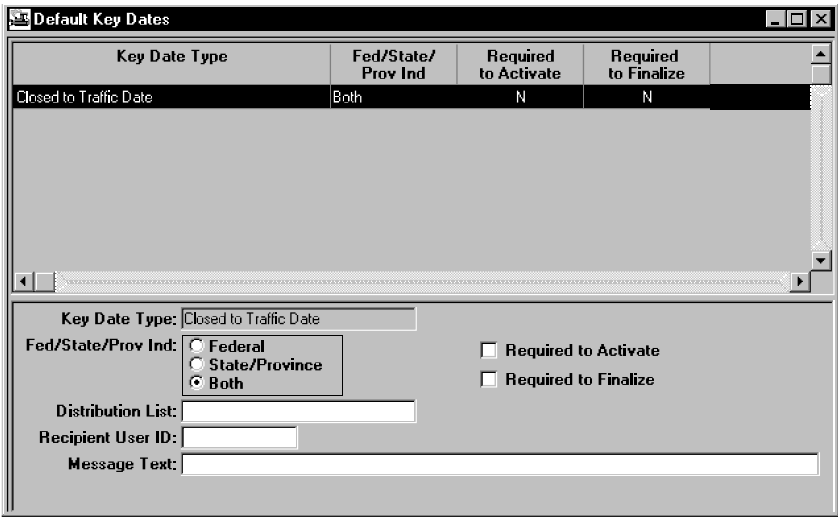 Default Key Dates
Key Date Type Fed/State/ Prov Ind Required to Activate Required to Finalize
Closed to Traffic Date Both N N
Key Date Type: Closed to Traffic Date
Fed/State/Prov Ind: Federal
State/Province
Both
Required to Activate
Required to Finalize
Distribution List:
Recipient User ID:
Message Text: